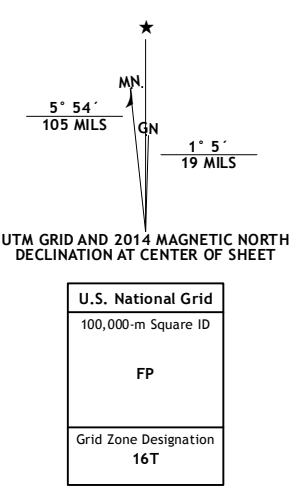 ★
MN.
5° 54´
105 MILS
GN
1° 5´
19 MILS
UTM GRID AND 2014 MAGNETIC NORTH
DECLINATION AT CENTER OF SHEET
U.S. National Grid
100,000-m Square ID
FP
Grid Zone Designation
16T